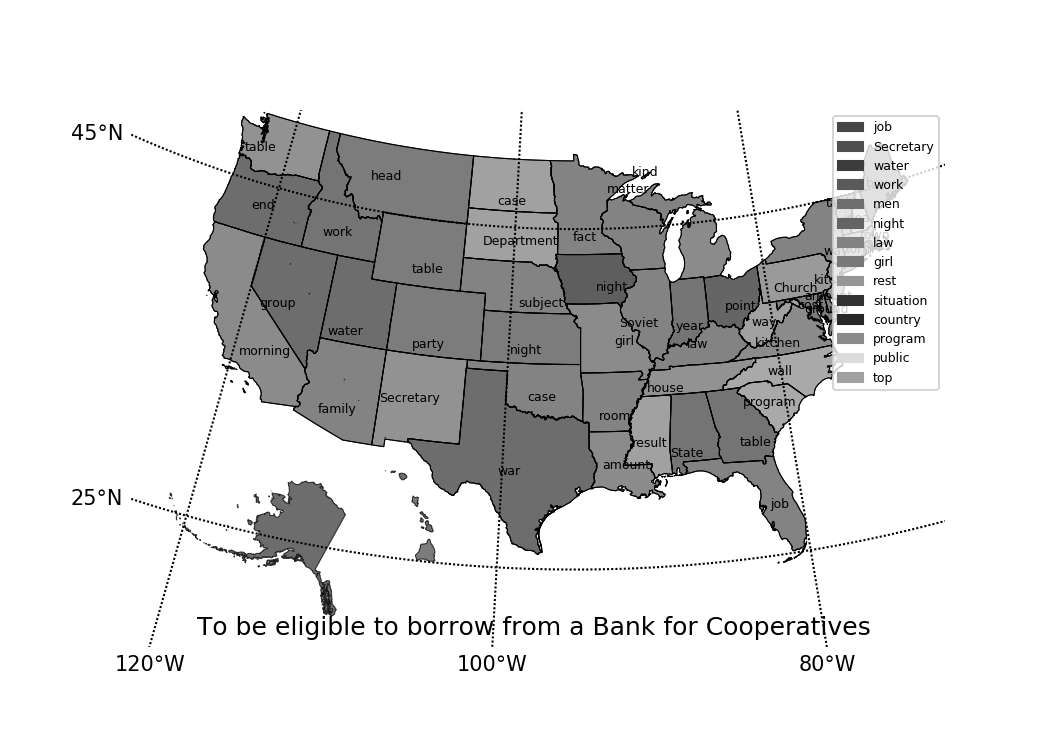 45°N
25°N
120°W
100°W
80°W
table
head
end
work
case
Department
table
group
water
party
morning
family
Secretary
subject
night
case
war
kind
matter
fact
night
Soviet
girl
year
law
point
Church
way
kitchen
wall
house
program
room
result
State
table
amount
job
job
Secretary
water
work
men
night
law
girl
rest
situation
country
program
public
top
To be eligible to borrow from a Bank for Cooperatives